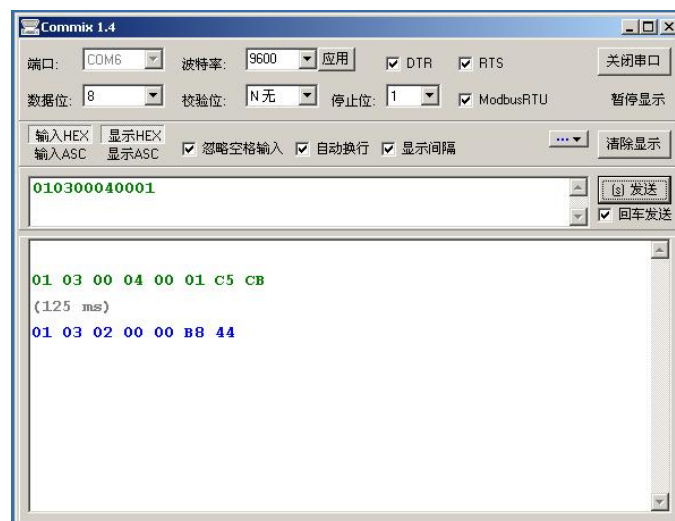 Commix 1.4
端口: COM6 波特率: 9600 应用 DTR RTS 关闭串口
数据位: 8 校验位: N 无 停止位: 1 ModbusRTU 暂停显示
输入HEX 显示HEX
输入ASC 显示ASC 忽略空格输入 自动换行 显示间隔 ... 清除显示
010300040001 [s] 发送
回车发送
01 03 00 04 00 01 C5 CB
(125 ms)
01 03 02 00 00 B8 44